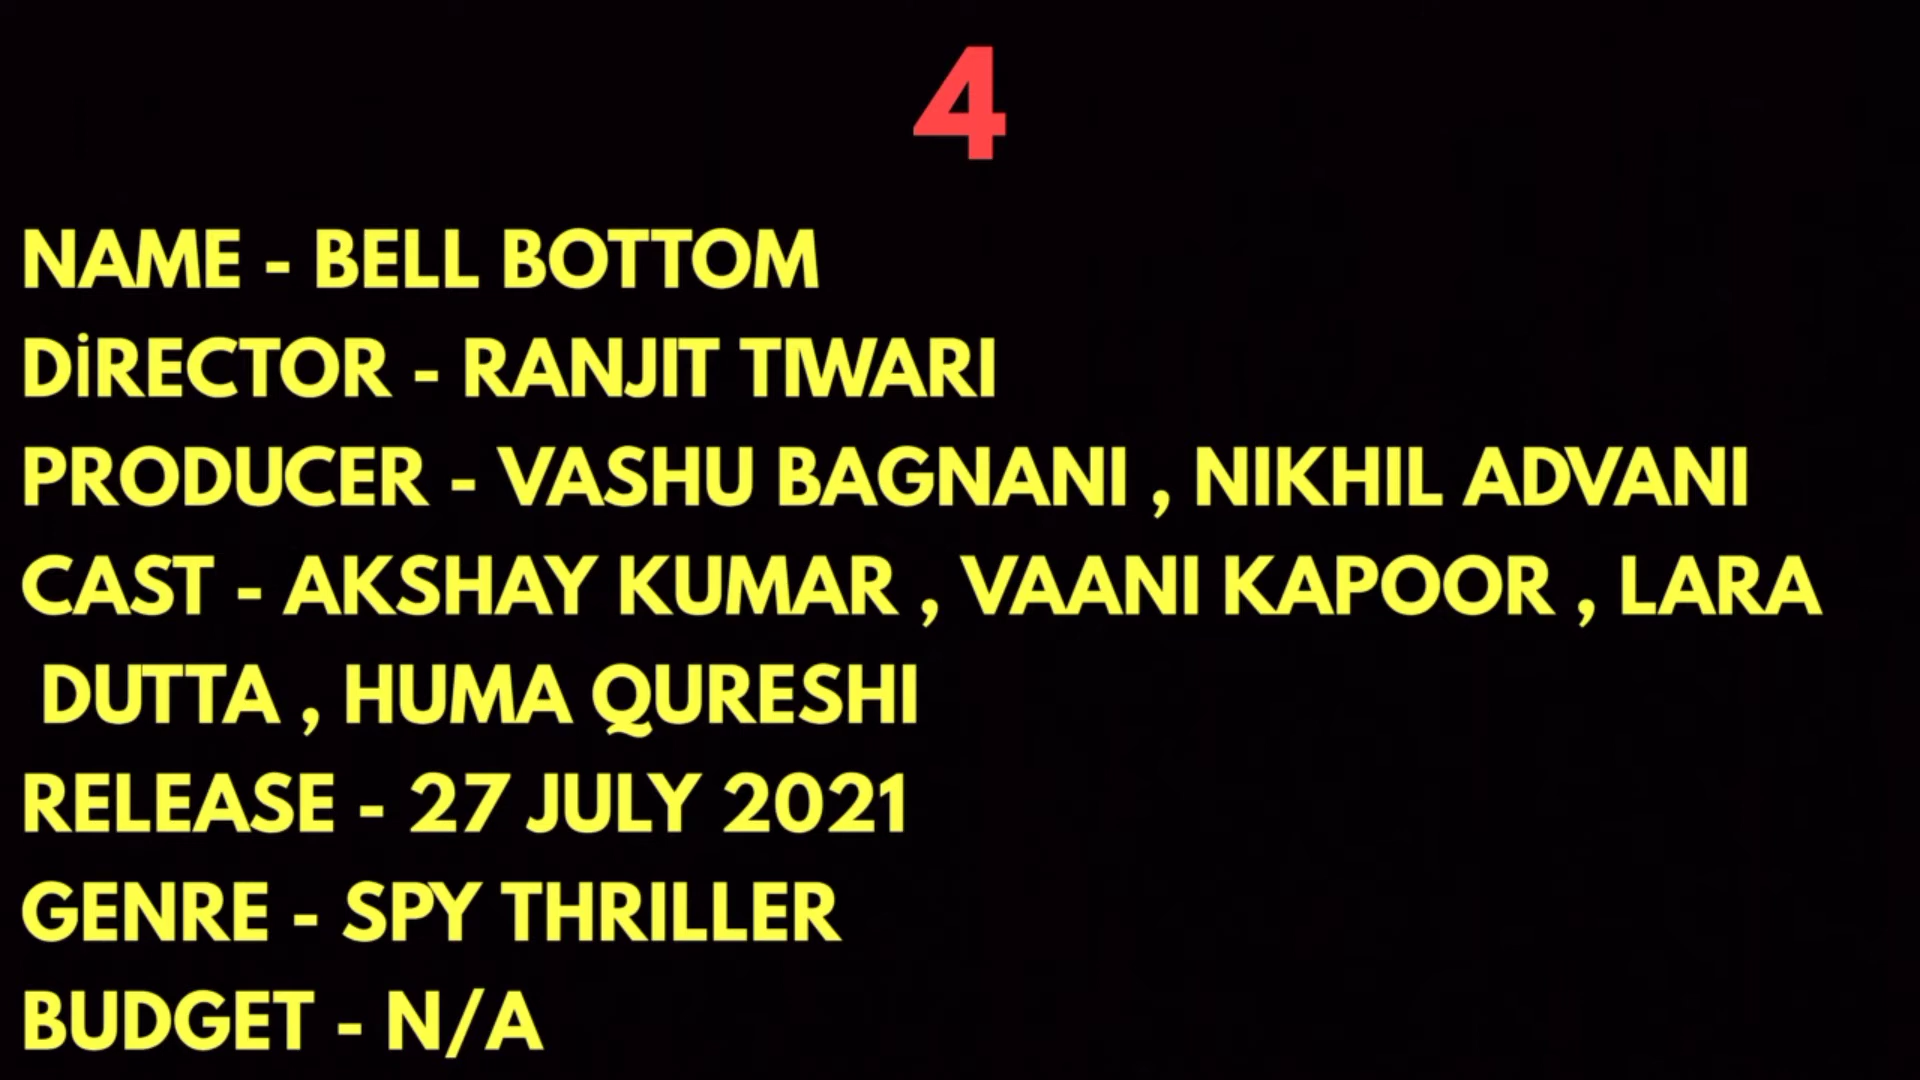 4
NAME - BELL BOTTOM
DiRECTOR - RANJIT TIWARI
PRODUCER - VASHU BAGNANI , NIKHIL ADVANI
CAST - AKSHAY KUMAR , VAANI KAPOOR , LARA
DUTTA , HUMA QURESHI
RELEASE - 27 JULY 2021
GENRE - SPY THRILLER
BUDGET - N/A